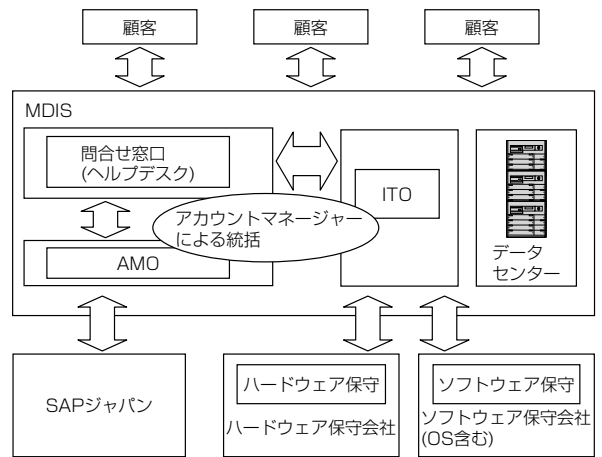 顧客
顧客
顧客
MDIS
問合せ窓口
(ヘルプデスク)
ITO
アカウントマネージャー
による統括
AMO
データ
センター
SAPジャパン
ハードウェア保守
ハードウェア保守会社
ソフトウェア保守
ソフトウェア保守会社
(OS含む)